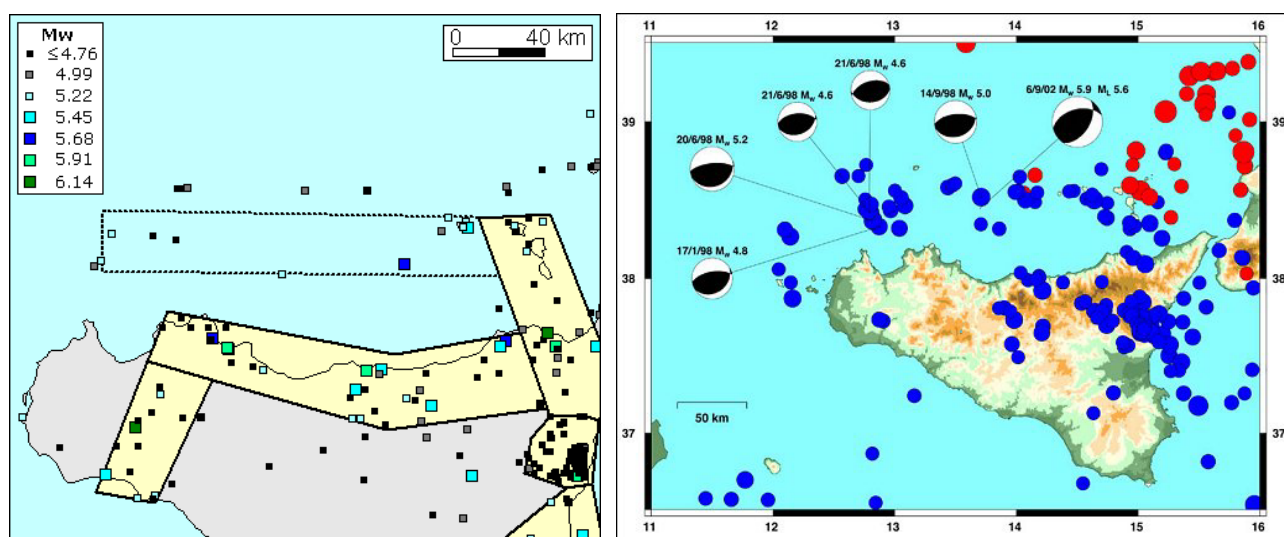 Mw
≤4.76
4.99
5.22
5.45
5.68
5.91
6.14
0 40 km
11 12 13 14 15 16
21/6/98 Mw 4.6
21/6/98 Mw 4.6
14/9/98 Mw 5.0
6/9/02 Mw 5.9 ML 5.6
39 39
20/6/98 Mw 5.2
17/1/98 Mw 4.8
38 38
50 km
37 37
11 12 13 14 15 16